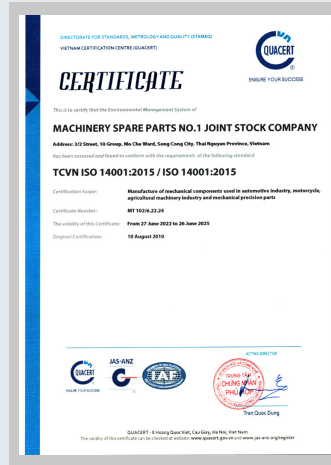 DIRECTORATE FOR STANDARDS, METROLOGY AND QUALITY (STAMEQ)
VIETNAM CERTIFICATION CENTRE (QUACERT)
QUACERT
ENSURE YOUR SUCCESS
CERTIFICATE
This is to certify that the Environmental Management System of
MACHINERY SPARE PARTS NO.1 JOINT STOCK COMPANY
Address: 3/2 Street, 10 Group, Mo Che Ward, Song Cong City, Thai Nguyen Province, Vietnam
has been assessed and found to conform with the requirements of the following standard
TCVN ISO 14001:2015 / ISO 14001:2015
Certification Scope: Manufacture of mechanical components used in automotive industry, motorcycle,
agricultural machinery industry and mechanical precision parts
Certificate Number: MT 102/6.22.24
The validity of this Certificate: From 27 June 2022 to 26 June 2025
Original Certification: 10 August 2010
ACTING DIRECTOR
QUACERT
ENSURE YOUR SUCCESS
JAS-ANZ
IAF
TRUNG TÂM
CHỨNG NHẬN
PHÙ HỢP
Tran Quoc Dung
QUACERT - 8 Hoang Quoc Viet, Cau Giay, Ha Noi, Viet Nam
The validity of this certificate can be checked at website: www.quacert.gov.vn and www.jas-anz.org/register